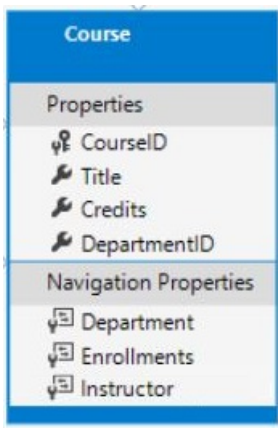 Course
Properties
CourseID
Title
Credits
DepartmentID
Navigation Properties
Department
Enrollments
Instructor